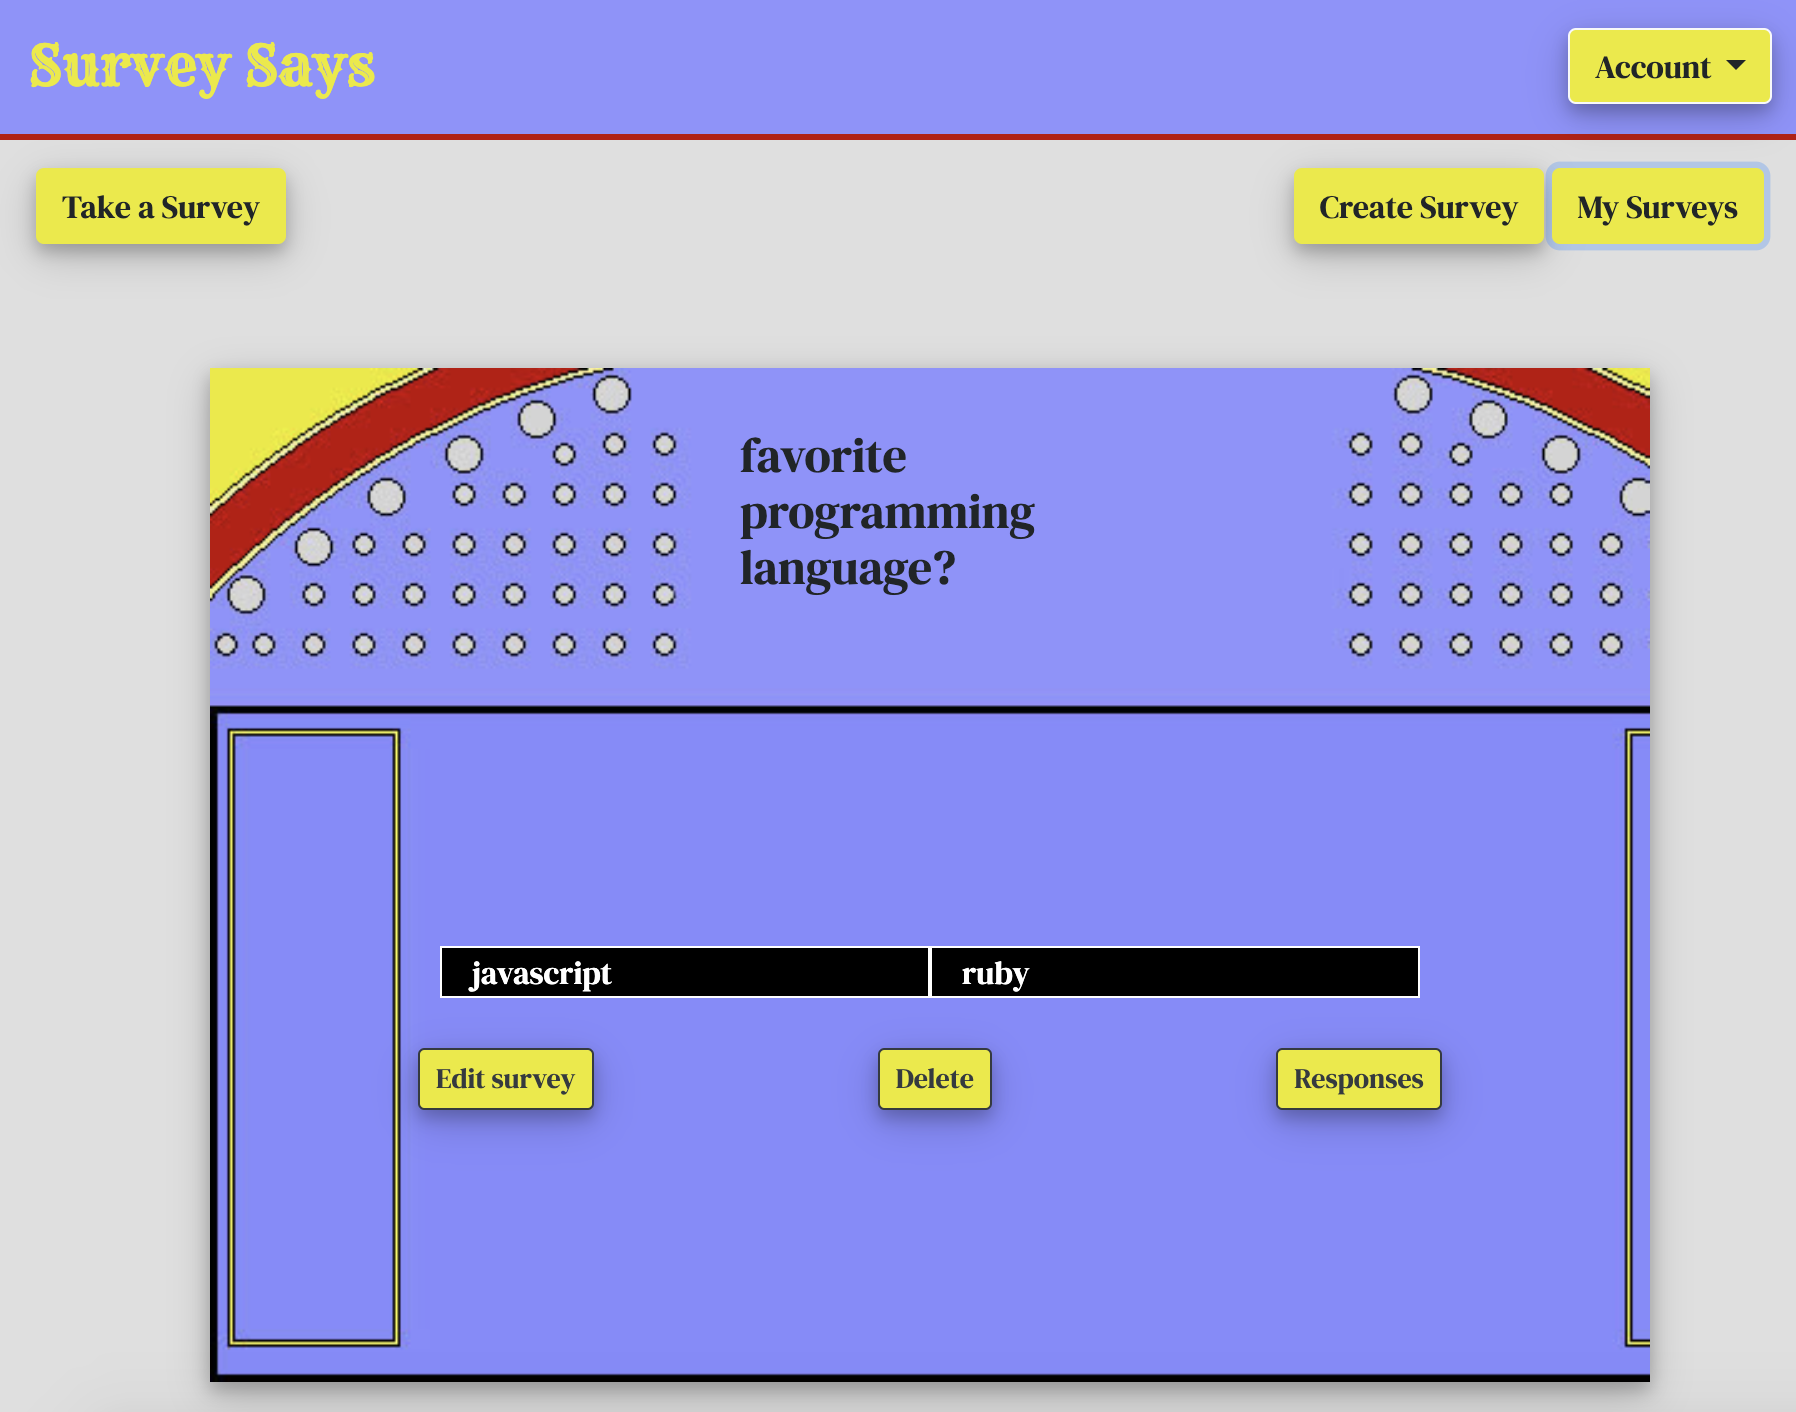 Survey Says
Account
Take a Survey
Create Survey
My Surveys
favorite
programming
language?
javascript
ruby
Edit survey
Delete
Responses